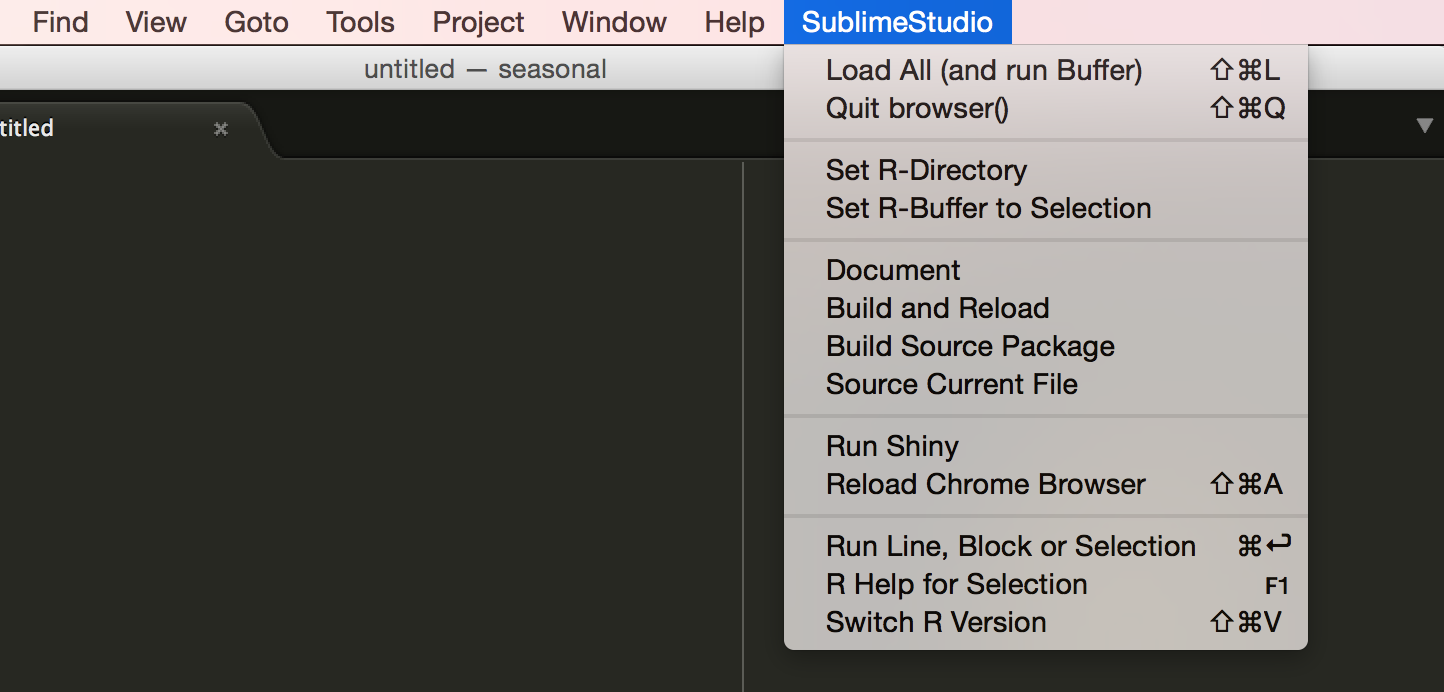 Find View Goto Tools Project Window Help SublimeStudio
untitled — seasonal
titled ×
Load All (and run Buffer) ⇧⌘L
Quit browser() ⇧⌘Q
Set R-Directory
Set R-Buffer to Selection
Document
Build and Reload
Build Source Package
Source Current File
Run Shiny
Reload Chrome Browser ⇧⌘A
Run Line, Block or Selection ⌘↩
R Help for Selection F1
Switch R Version ⇧⌘V